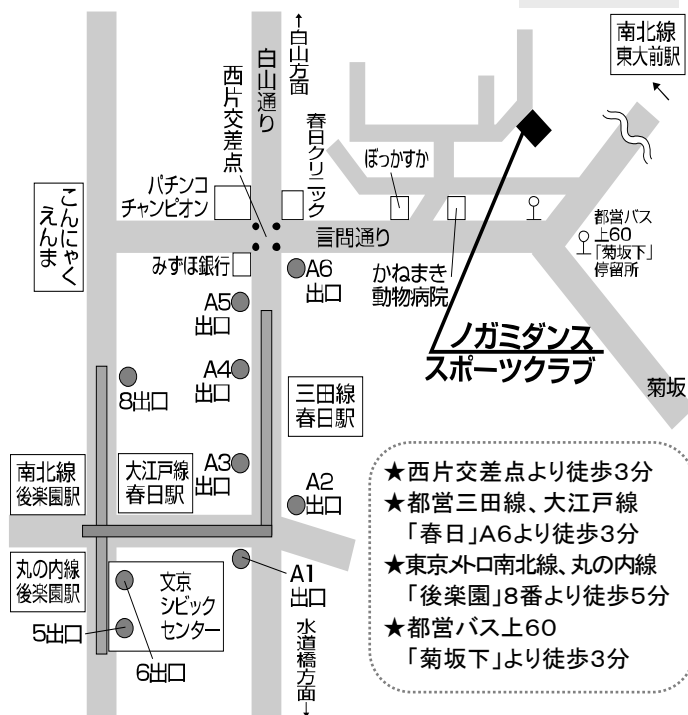 ↑白山方面
白山通り
西片交差点
春日クリニック
南北線
東大前駅
パチンコ
チャンピオン
ぼっかすか
こんにゃく
えんま
言問通り
都営バス
上60
「菊坂下」
停留所
みずほ銀行
A6
出口
かねまき
動物病院
A5
出口
ノガミダンス
スポーツクラブ
A4
出口
8出口
三田線
春日駅
菊坂
南北線
後楽園駅
大江戸線
春日駅
A3
出口
A2
出口
丸の内線
後楽園駅
文京
シビック
センター
A1
出口
5出口
6出口
水道橋方面→
★西片交差点より徒歩3分
★都営三田線、大江戸線
「春日」A6より徒歩3分
★東京メトロ南北線、丸の内線
「後楽園」8番より徒歩5分
★都営バス上60
「菊坂下」より徒歩3分